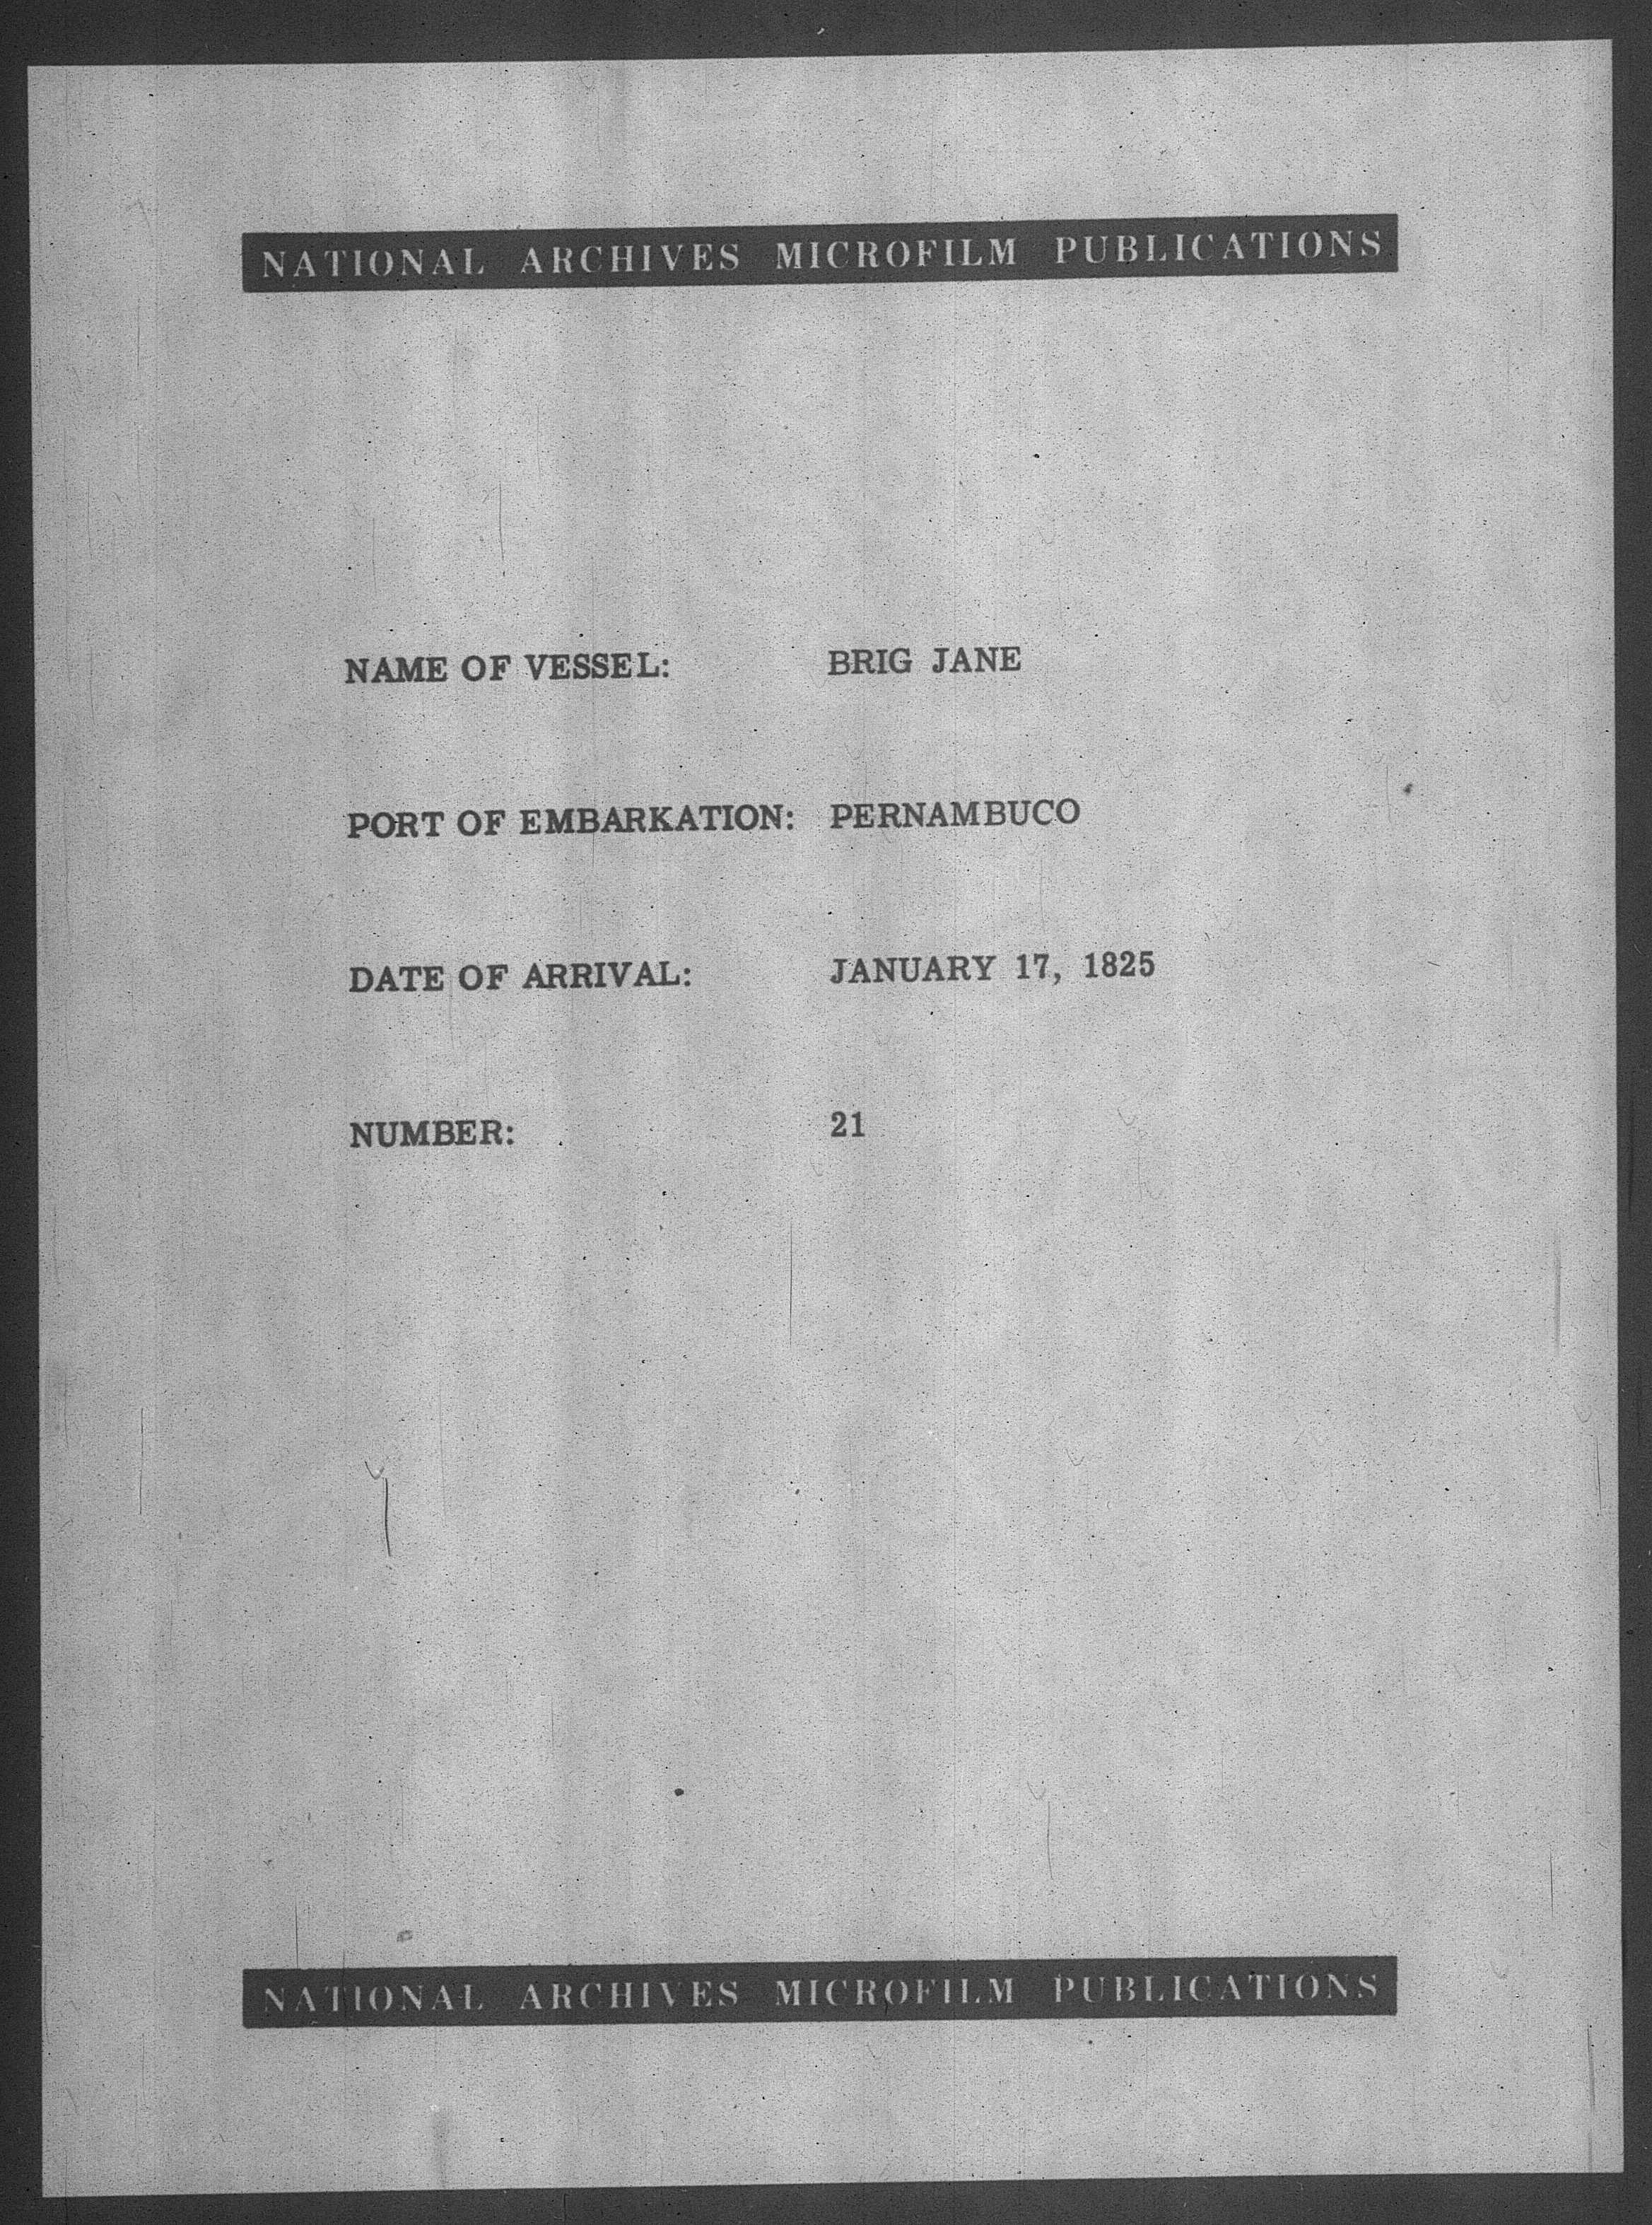 NATIONAL ARCHIVES MICROFILM PUBLICATIONS
NAME OF VESSEL: BRIG JANE
PORT OF EMBARKATION: PERNAMBUCO
DATE OF ARRIVAL: JANUARY 17, 1825
NUMBER: 21
NATIONAL ARCHIVES MICROFILM PUBLICATIONS